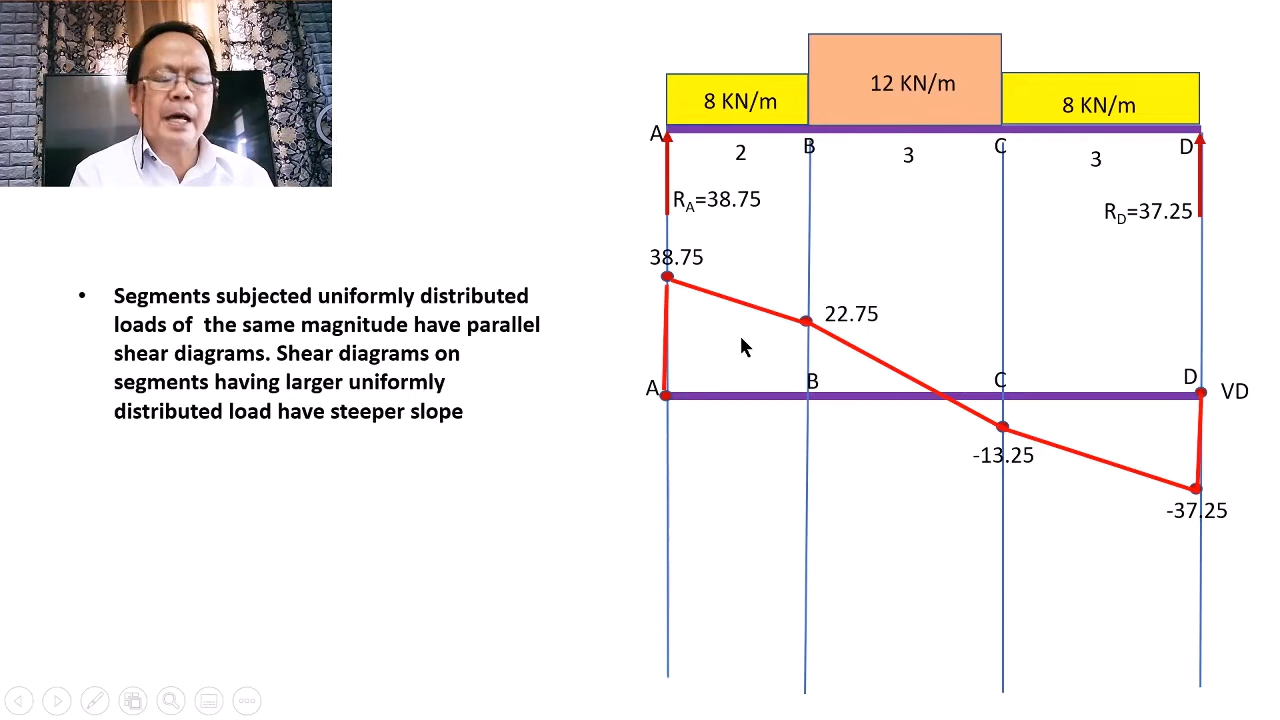 8 KN/m
12 KN/m
8 KN/m
A
B
C
D
2
3
3
RA=38.75
RD=37.25
38.75
22.75
A
B
C
D
VD
-13.25
-37.25
• Segments subjected uniformly distributed
loads of the same magnitude have parallel
shear diagrams. Shear diagrams on
segments having larger uniformly
distributed load have steeper slope